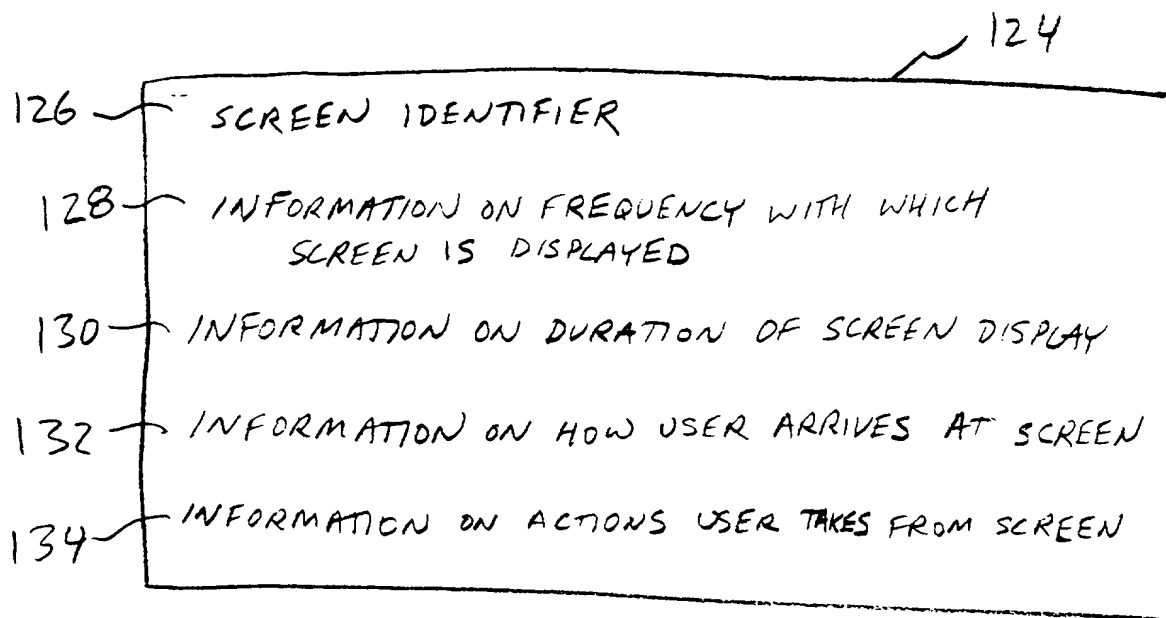 124
126 SCREEN IDENTIFIER
128 INFORMATION ON FREQUENCY WITH WHICH
SCREEN IS DISPLAYED
130 INFORMATION ON DURATION OF SCREEN DISPLAY
132 INFORMATION ON HOW USER ARRIVES AT SCREEN
134 INFORMATION ON ACTIONS USER TAKES FROM SCREEN